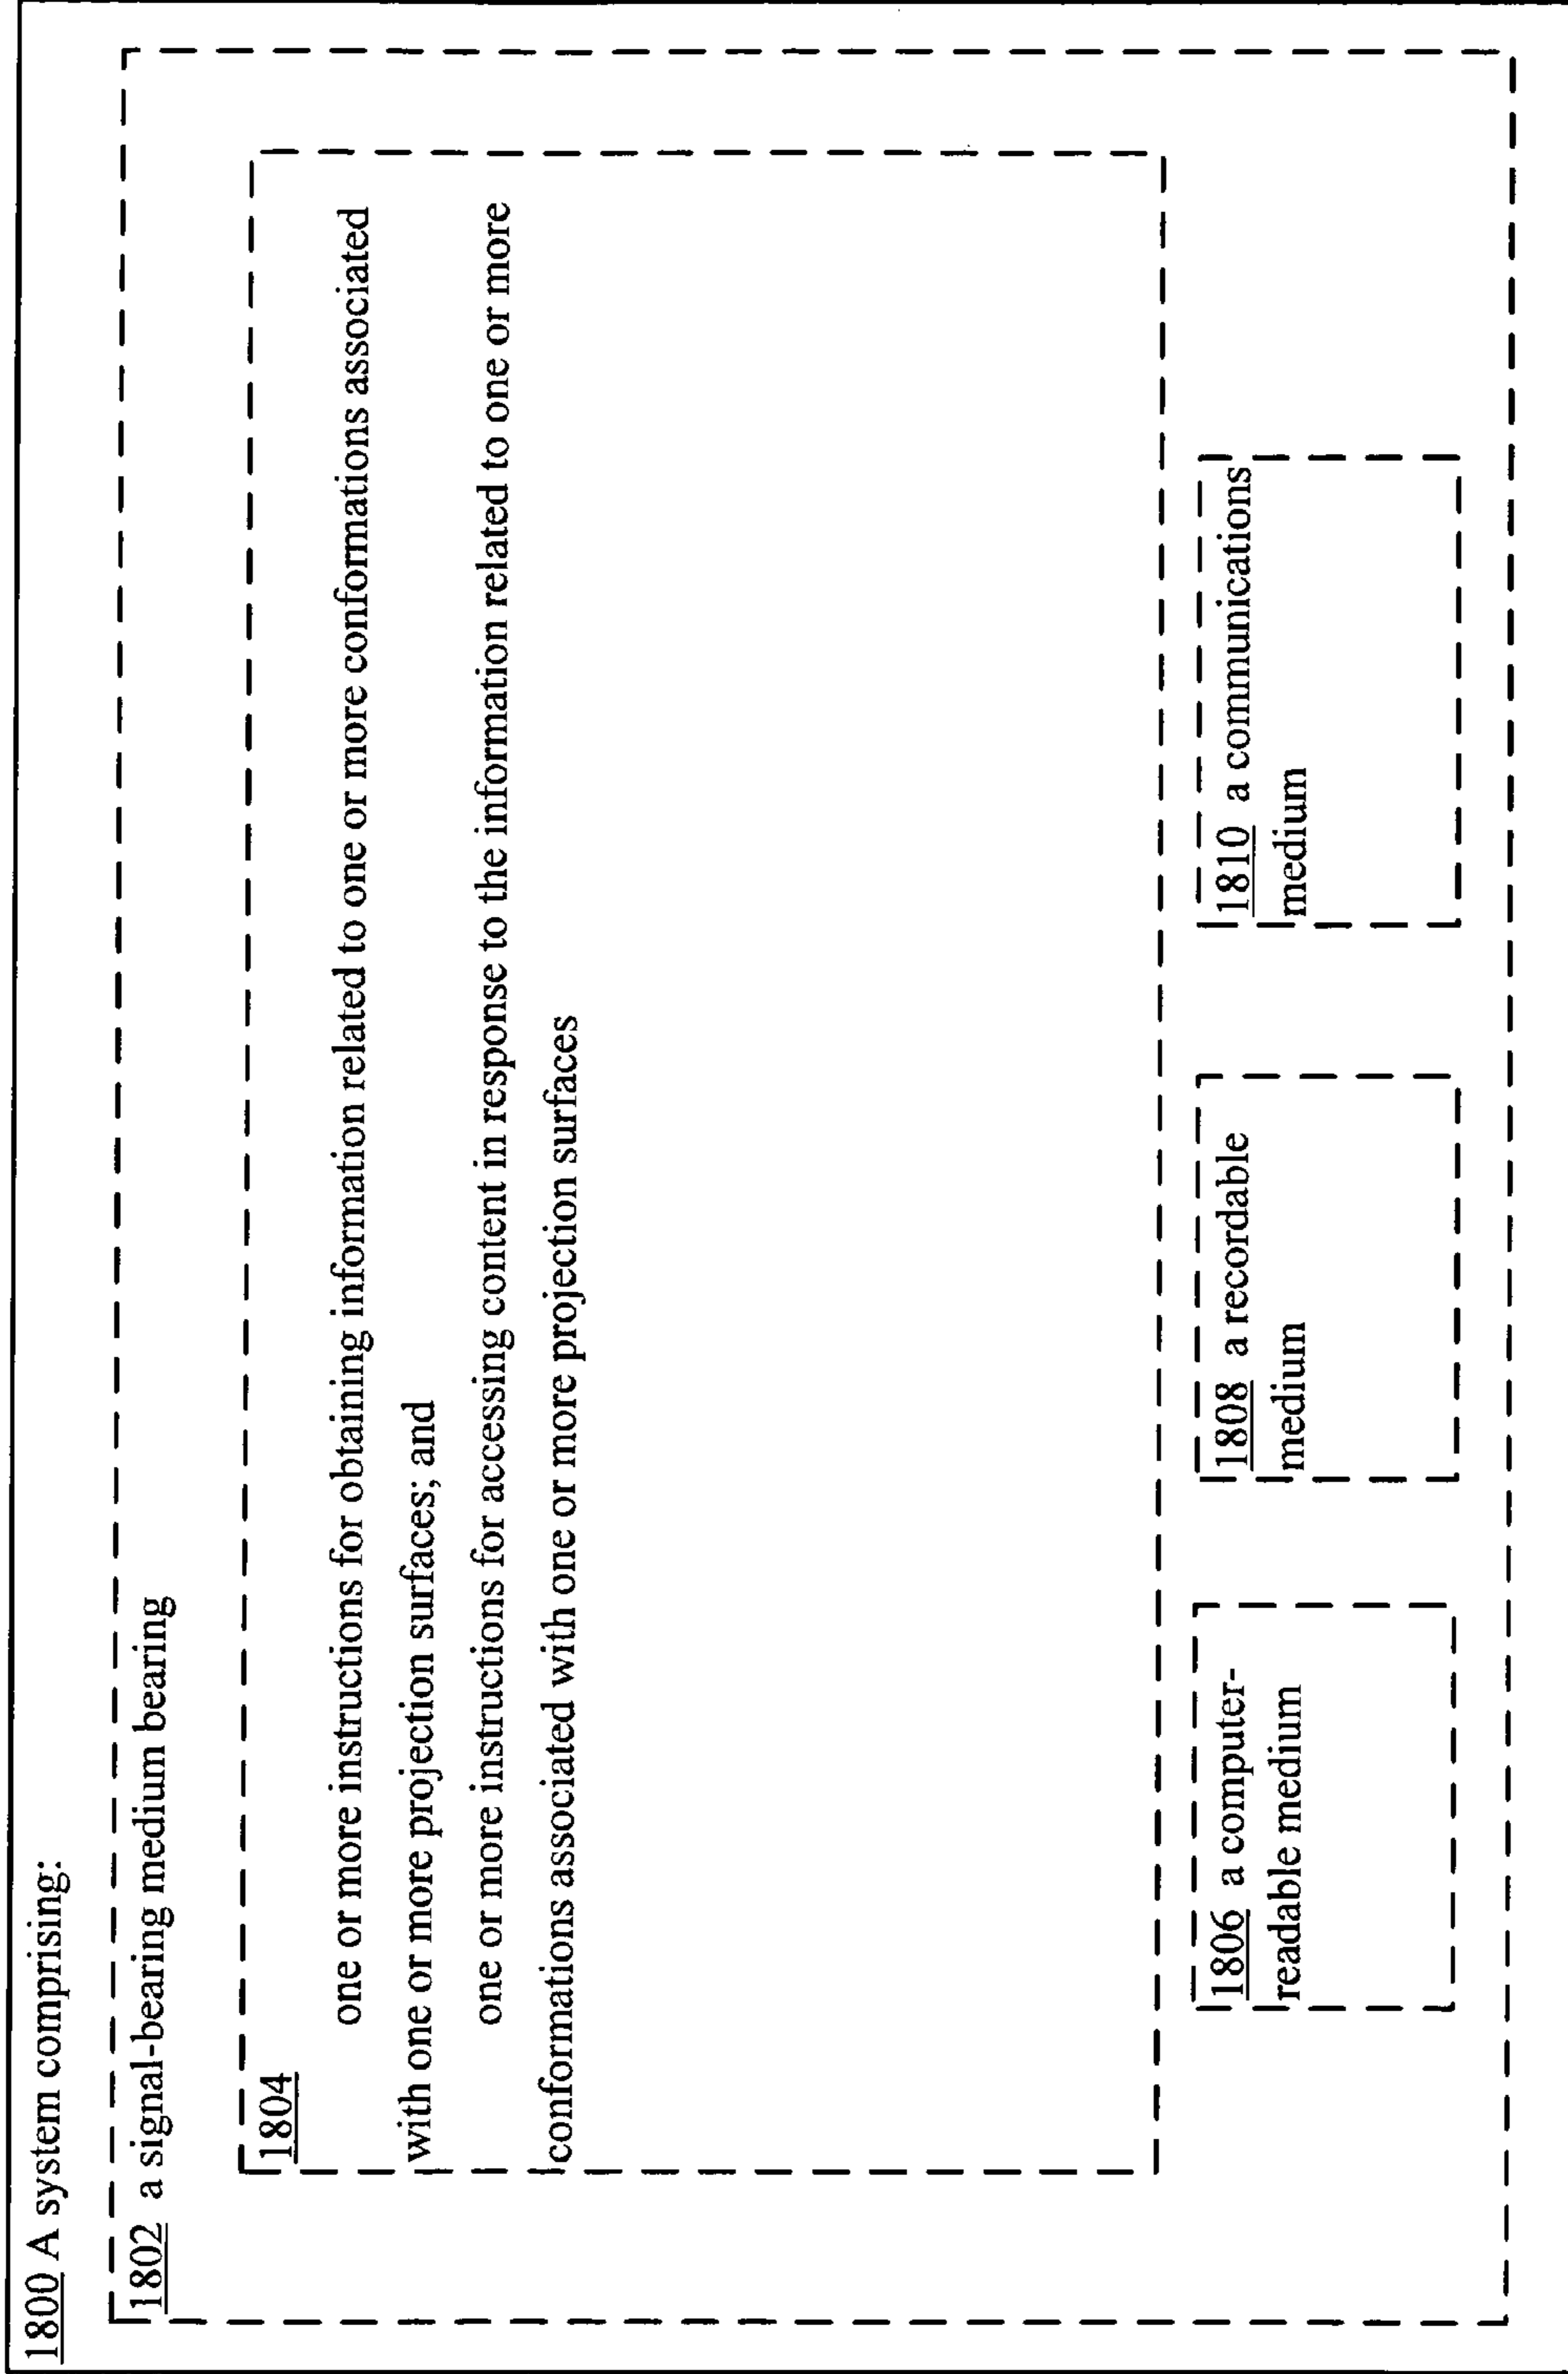 1800 A system comprising:
1802 a signal-bearing medium bearing
1804
one or more instructions for obtaining information related to one or more conformations associated
with one or more projection surfaces; and
one or more instructions for accessing content in response to the information related to one or more
conformations associated with one or more projection surfaces
1806 a computer-
readable medium
1808 a recordable
medium
1810 a communications
medium